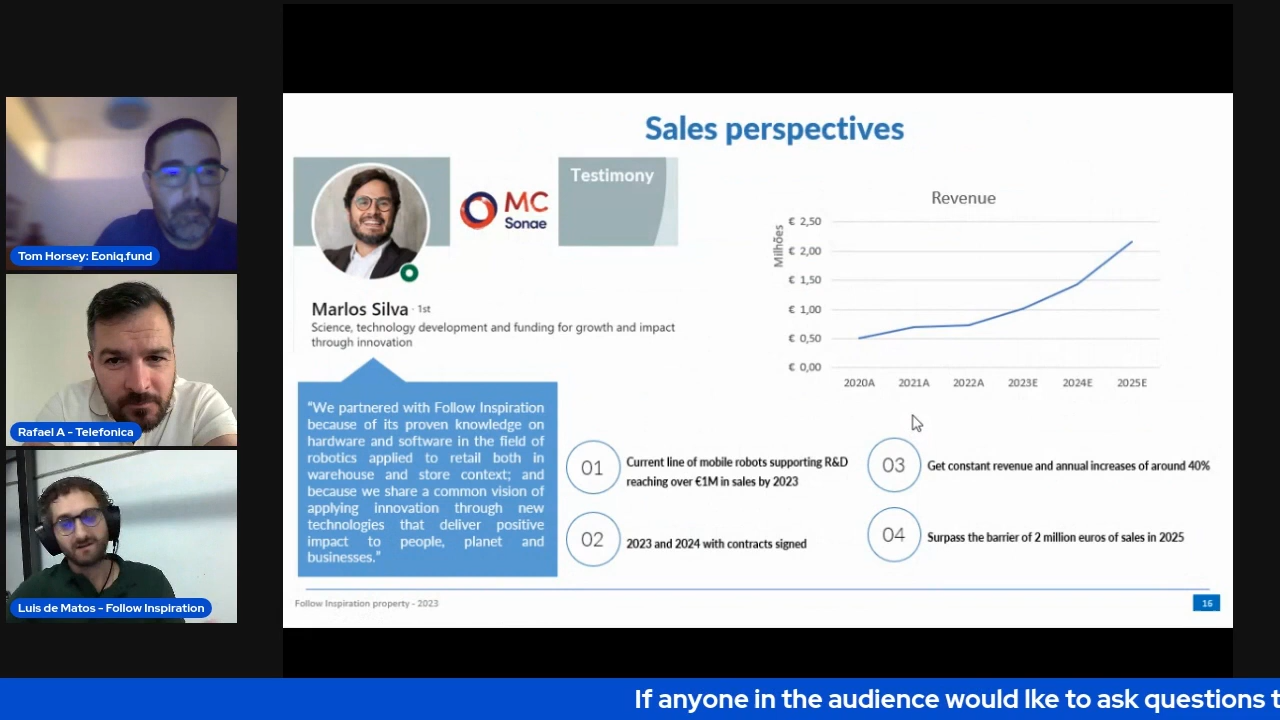 Tom Horsey: Eoniq.fund
Rafael A - Telefonica
Luis de Matos - Follow Inspiration
Sales perspectives
MC
Sonae
Testimony
Marlos Silva · 1st
Science, technology development and funding for growth and impact
through innovation
"We partnered with Follow Inspiration
because of its proven knowledge on
hardware and software in the field of
robotics applied to retail both in
warehouse and store context; and
because we share a common vision of
applying innovation through new
technologies that deliver positive
impact to people, planet and
businesses."
Revenue
Milhões
€ 2,50
€ 2,00
€ 1,50
€ 1,00
€ 0,50
€ 0,00
2020A 2021A 2022A 2023E 2024E 2025E
01
Current line of mobile robots supporting R&D
reaching over €1M in sales by 2023
02
2023 and 2024 with contracts signed
03
Get constant revenue and annual increases of around 40%
04
Surpass the barrier of 2 million euros of sales in 2025
Follow Inspiration property - 2023
16
If anyone in the audience would lke to ask questions t